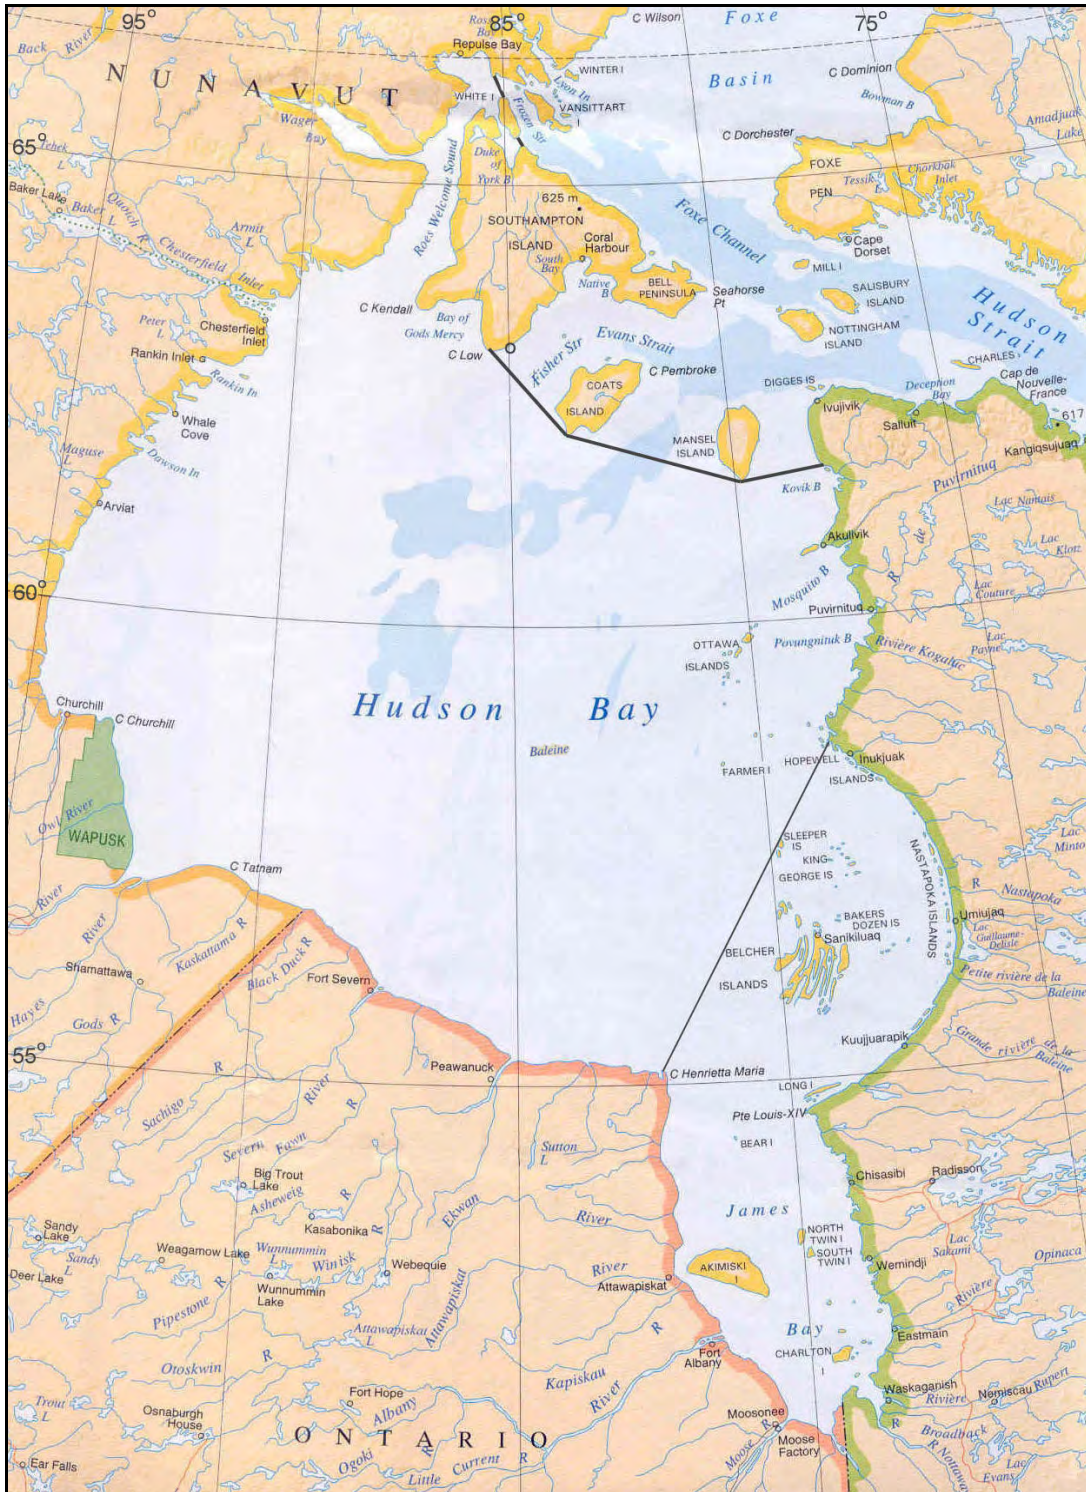 95°
85°
75°
Foxe
C Wilson
Back
River
Repulse Bay
NUNAVUT
WINTER I
Basin
C Dominion
Lyon In
WHITE I
VANSITTART
I
Bowman B
Frozen Str
Wager
Bay
Amadjuak
Lake
65°
Tehek
L
C Dorchester
Duke
of
York B
FOXE
PEN
Tessik
L
Chorkbak
Inlet
Baker Lake
Baker
L
Quoich
R
Roes Welcome Sound
625 m
Foxe Channel
SOUTHAMPTON
ISLAND
Armit
L
Chesterfield
Inlet
Coral
Harbour
Cape
Dorset
South
Bay
MILL I
BELL
PENINSULA
Seahorse
Pt
Native
B
SALISBURY
ISLAND
Hudson
Strait
C Kendall
Bay of
Gods Mercy
Peter
L
Chesterfield
Inlet
NOTTINGHAM
ISLAND
Evans Strait
Fisher Str
C Low
Rankin Inlet
Rankin In
CHARLES I
C Pembroke
COATS
ISLAND
DIGGES IS
Deception
Bay
Cap de
Nouvelle-
France
Ivujivik
Salluit
617
Whale
Cove
MANSEL
ISLAND
Kangiqsujuaq
Maguse
L
Dawson In
Puvirnituq
de
R
Kovik B
Arviat
Lac Nantais
Akulivik
Lac
Klotz
60°
Mosquito B
Lac
Couture
Puvirnituq
OTTAWA
ISLANDS
Povungnituk B
Rivière Kogaluc
Lac
Payne
Churchill
C Churchill
Hudson Bay
Baleine
HOPEWELL
ISLANDS
Inukjuak
FARMER I
Owl River
WAPUSK
SLEEPER
IS
KING
GEORGE IS
Lac
Minto
NASTAPOKA ISLANDS
C Tatnam
River
R
Nastapoka
BAKERS
DOZEN IS
Umiujaq
Sanikiluaq
Lac
Guillaume-
Delisle
River
Kaskattama R
Black Duck R
BELCHER
ISLANDS
Shamattawa
Fort Severn
Petite rivière de la
Baleine
Hayes
Gods
R
Kuujjuarapik
Grande rivière de la
Baleine
55°
Peawanuck
C Henrietta Maria
R
River
R
LONG I
Sachigo
Pte Louis-XIV
Severn
Fawn
Sutton
L
BEAR I
Big Trout
Lake
Asheweig
R
Chisasibi
Radisson
Ekwan
River
James
Sandy
Lake
Kasabonika
R
NORTH
TWIN I
SOUTH
TWIN I
Lac
Sakami
Opinaca
Sandy
L
Weagamow Lake
Wunnummin
L
Winisk
Webequie
AKIMISKI
I
Wemindji
River
Deer Lake
Wunnummin
Lake
Attawapiskat
Attawapiskat
Rivière
Pipestone
R
Attawapiskat
L
R
Bay
Eastmain
Fort
Albany
CHARLTON
I
Otoskwin
R
Kapiskau
River
Trout
L
Fort Hope
Albany
R
Waskaganish
Rivière
Nemiscau
Rupert
Osnaburgh
House
Moosonee
R
Broadback
ONTARIO
Moose R
Moose
Factory
R
Nottaway
Ear Falls
Ogoki
Little
Current
R
Lac
Evans